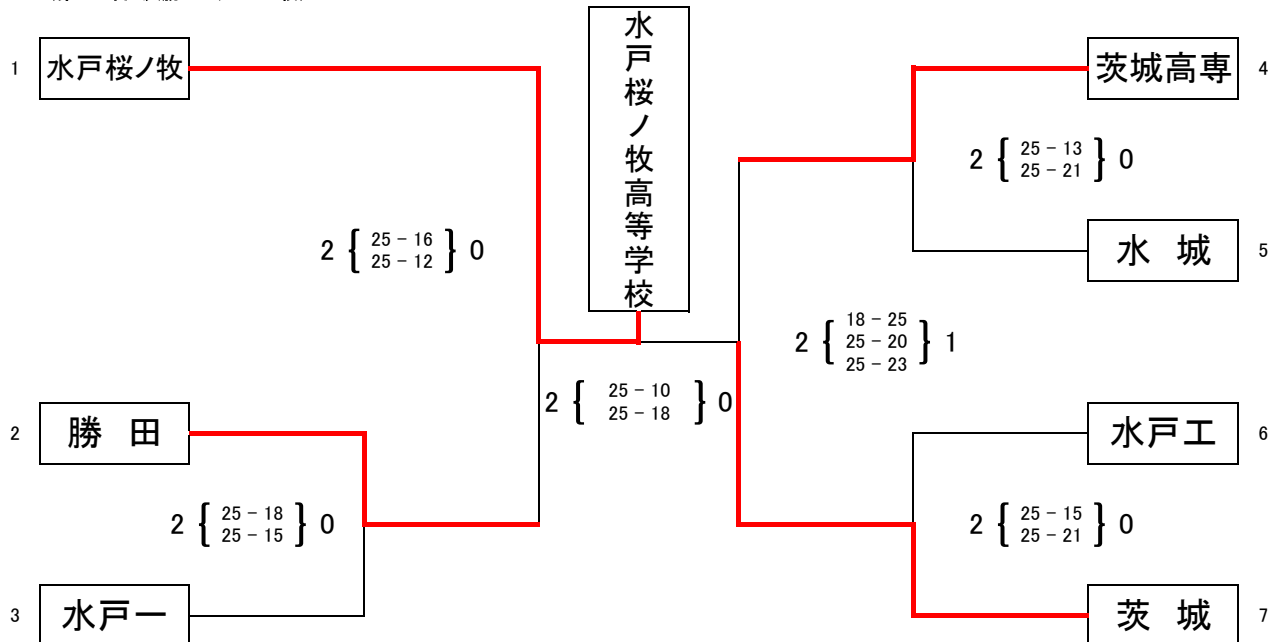 水戸桜ノ牧高等学校
1 水戸桜ノ牧
2 { 25 − 16 } 0
25 − 12
2 勝 田
2 { 25 − 18 } 0
25 − 15
3 水戸一
2 { 25 − 10 } 0
25 − 18
茨城高専 4
2 { 25 − 13 } 0
25 − 21
水 城 5
2 { 18 − 25
25 − 20 } 1
25 − 23
水戸工 6
2 { 25 − 15 } 0
25 − 21
茨 城 7